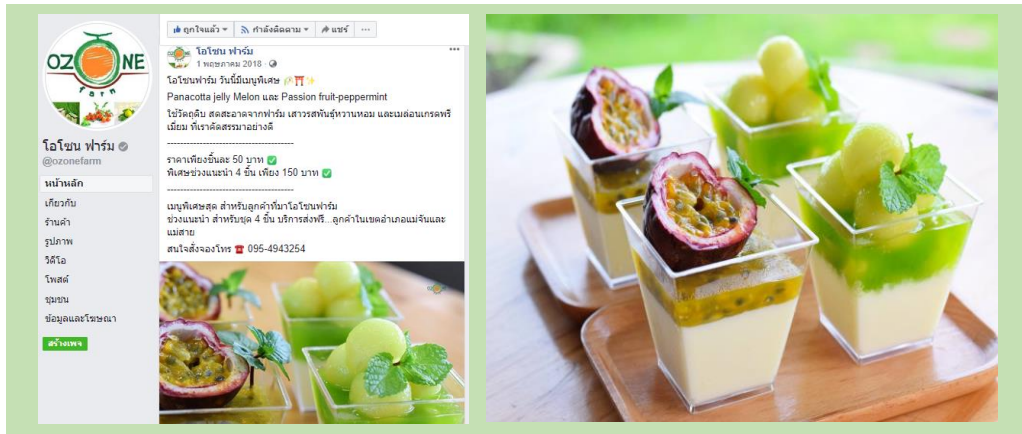 ถูกใจแล้ว
กำลังติดตาม
แชร์
OZONE
farm
โอโซน ฟาร์ม
1 พฤษภาคม 2018
โอโซนฟาร์ม วันนี้มีเมนูพิเศษ
Panacotta jelly Melon และ Passion fruit-peppermint
ใช้วัตถุดิบ สดสะอาดจากฟาร์ม เสาวรสพันธุ์หวานหอม และเมล่อนเกรดพรี
เมี่ยม ที่เราคัดสรรมาอย่างดี
---------------------------------------
ราคาเพียงชิ้นละ 50 บาท ✅
พิเศษช่วงแนะนำ 4 ชิ้น เพียง 150 บาท ✅
---------------------------------------
เมนูพิเศษสุด สำหรับลูกค้าที่มาโอโซนฟาร์ม
ช่วงแนะนำ สำหรับชุด 4 ชิ้น บริการส่งฟรี...ลูกค้าในเขตอำเภอแม่จันและ
แม่สาย
สนใจสั่งจองโทร ☎ 095-4943254
โอโซน ฟาร์ม
@ozonefarm
หน้าหลัก
เกี่ยวกับ
ร้านค้า
รูปภาพ
วิดีโอ
โพสต์
ชุมชน
ข้อมูลและโฆษณา
สร้างเพจ